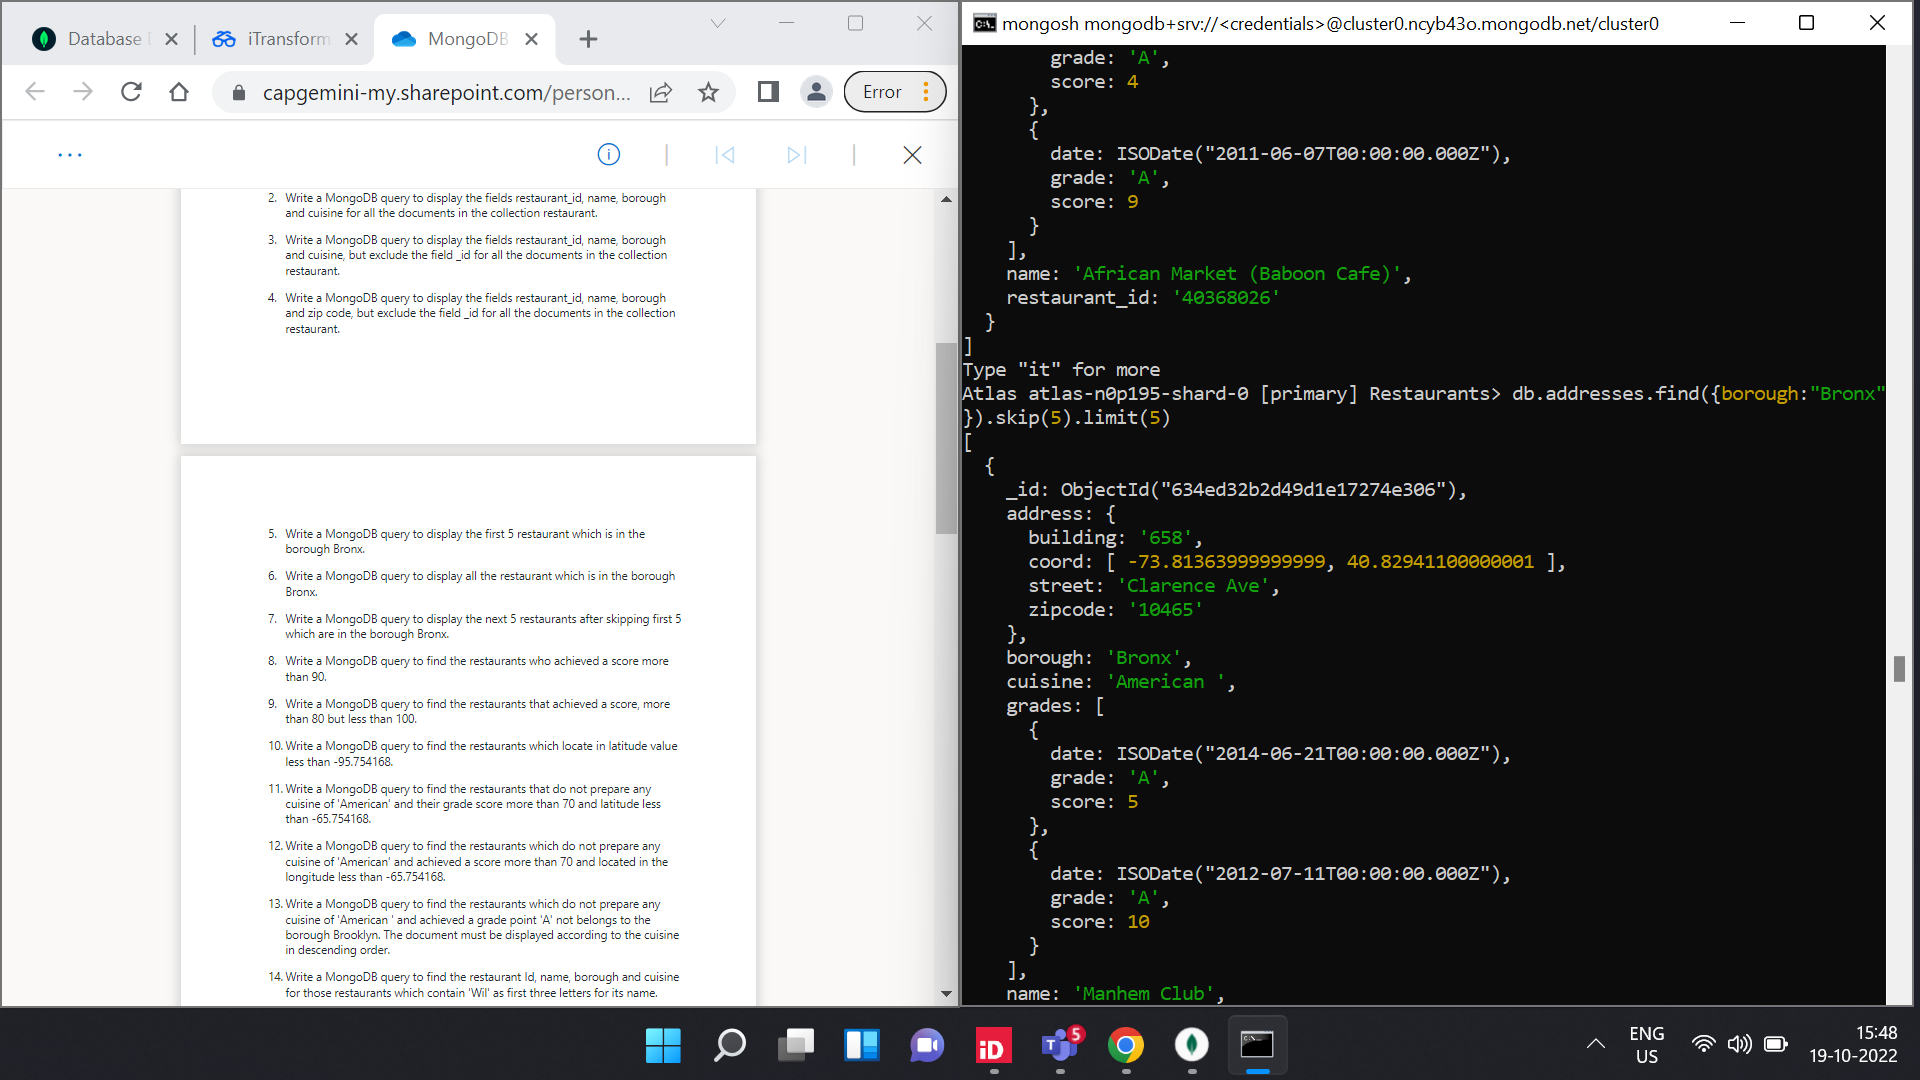 Database
iTransform
MongoDB
capgemini-my.sharepoint.com/person...
Error
2. Write a MongoDB query to display the fields restaurant_id, name, borough
and cuisine for all the documents in the collection restaurant.
3. Write a MongoDB query to display the fields restaurant_id, name, borough
and cuisine, but exclude the field _id for all the documents in the collection
restaurant.
4. Write a MongoDB query to display the fields restaurant_id, name, borough
and zip code, but exclude the field _id for all the documents in the collection
restaurant.
5. Write a MongoDB query to display the first 5 restaurant which is in the
borough Bronx.
6. Write a MongoDB query to display all the restaurant which is in the borough
Bronx.
7. Write a MongoDB query to display the next 5 restaurants after skipping first 5
which are in the borough Bronx.
8. Write a MongoDB query to find the restaurants who achieved a score more
than 90.
9. Write a MongoDB query to find the restaurants that achieved a score, more
than 80 but less than 100.
10. Write a MongoDB query to find the restaurants which locate in latitude value
less than -95.754168.
11. Write a MongoDB query to find the restaurants that do not prepare any
cuisine of 'American' and their grade score more than 70 and latitude less
than -65.754168.
12. Write a MongoDB query to find the restaurants which do not prepare any
cuisine of 'American' and achieved a score more than 70 and located in the
longitude less than -65.754168.
13. Write a MongoDB query to find the restaurants which do not prepare any
cuisine of 'American ' and achieved a grade point 'A' not belongs to the
borough Brooklyn. The document must be displayed according to the cuisine
in descending order.
14. Write a MongoDB query to find the restaurant Id, name, borough and cuisine
for those restaurants which contain 'Wil' as first three letters for its name.
mongosh mongodb+srv://<credentials>@cluster0.ncyb43o.mongodb.net/cluster0
grade: 'A',
score: 4
},
{
date: ISODate("2011-06-07T00:00:00.000Z"),
grade: 'A',
score: 9
}
],
name: 'African Market (Baboon Cafe)',
restaurant_id: '40368026'
}
]
Type "it" for more
Atlas atlas-n0p195-shard-0 [primary] Restaurants> db.addresses.find({borough:"Bronx"
}).skip(5).limit(5)
[
{
_id: ObjectId("634ed32b2d49d1e17274e306"),
address: {
building: '658',
coord: [ -73.81363999999999, 40.82941100000001 ],
street: 'Clarence Ave',
zipcode: '10465'
},
borough: 'Bronx',
cuisine: 'American ',
grades: [
{
date: ISODate("2014-06-21T00:00:00.000Z"),
grade: 'A',
score: 5
},
{
date: ISODate("2012-07-11T00:00:00.000Z"),
grade: 'A',
score: 10
}
],
name: 'Manhem Club',
iD
T
5
ENG
US
15:48
19-10-2022